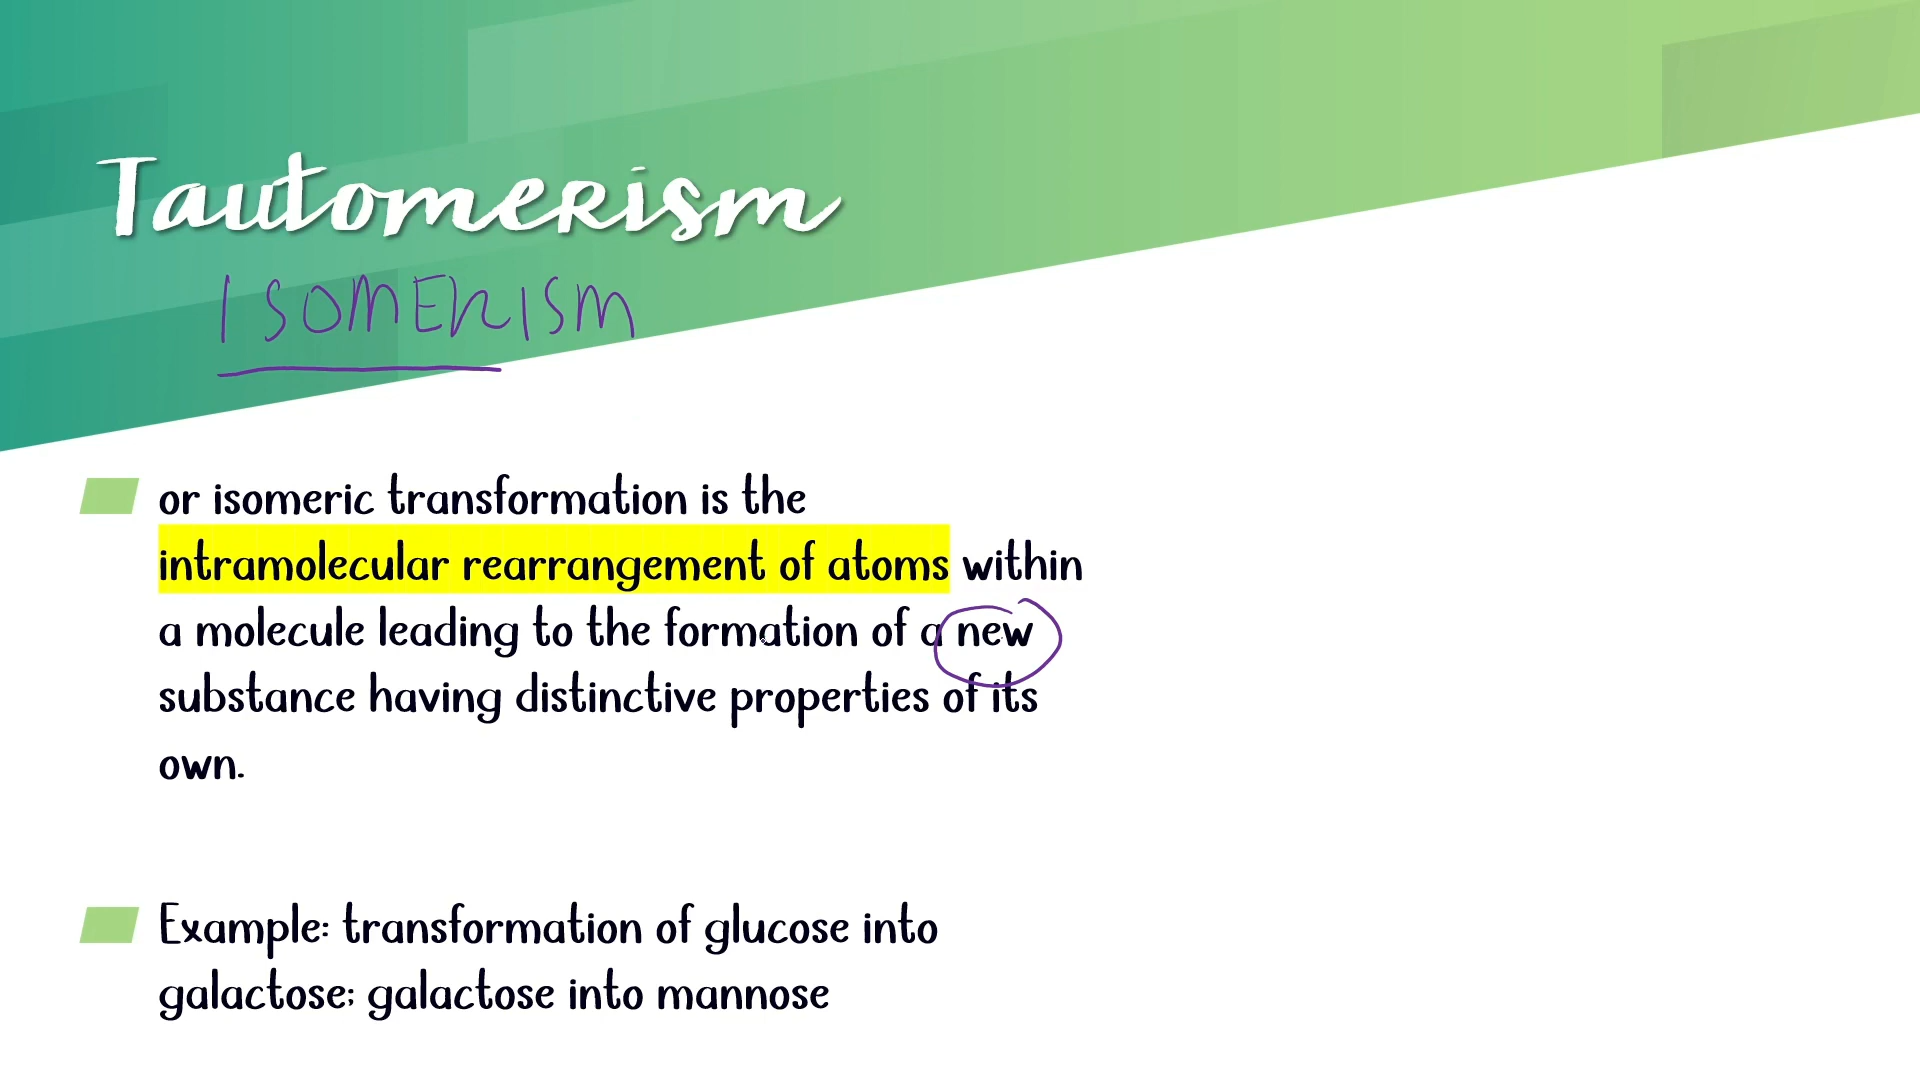 Tautomerism
ISOMERISM
or isomeric transformation is the
intramolecular rearrangement of atoms within
a molecule leading to the formation of a new
substance having distinctive properties of its
own.
Example: transformation of glucose into
galactose; galactose into mannose